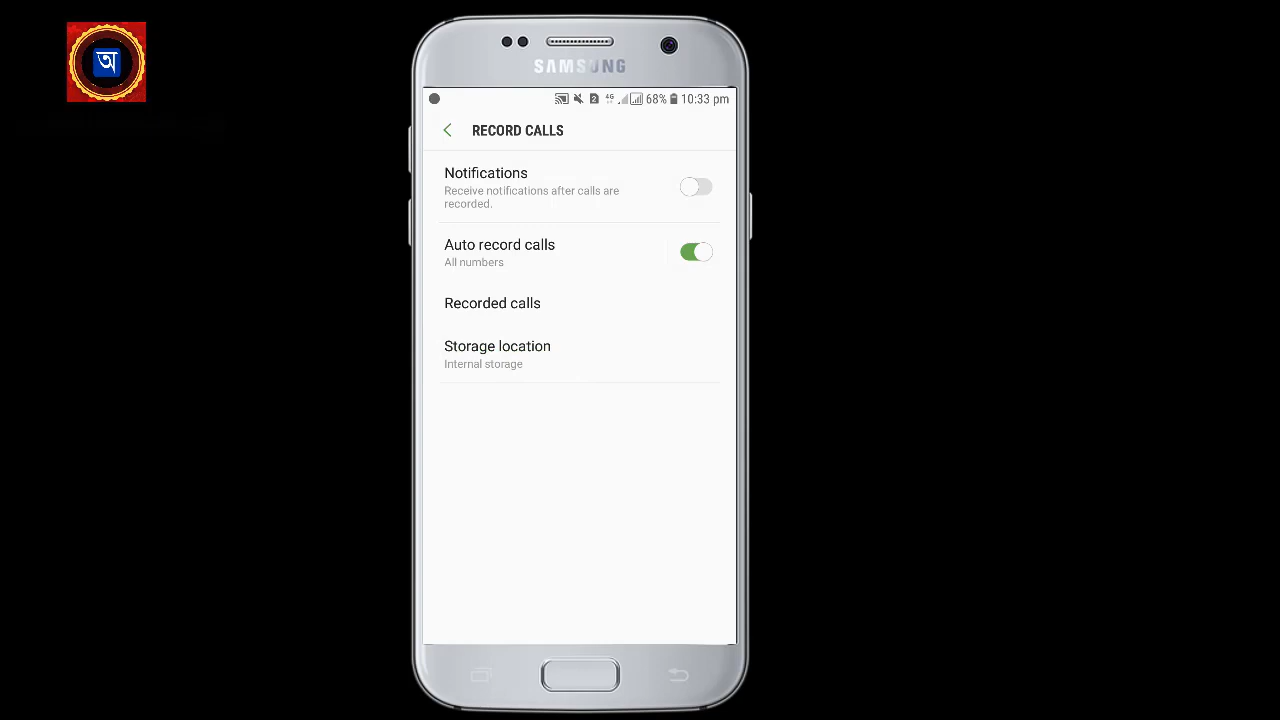 অ
SAMSUNG
4G 68% 10:33 pm
RECORD CALLS
Notifications
Receive notifications after calls are
recorded.
Auto record calls
All numbers
Recorded calls
Storage location
Internal storage